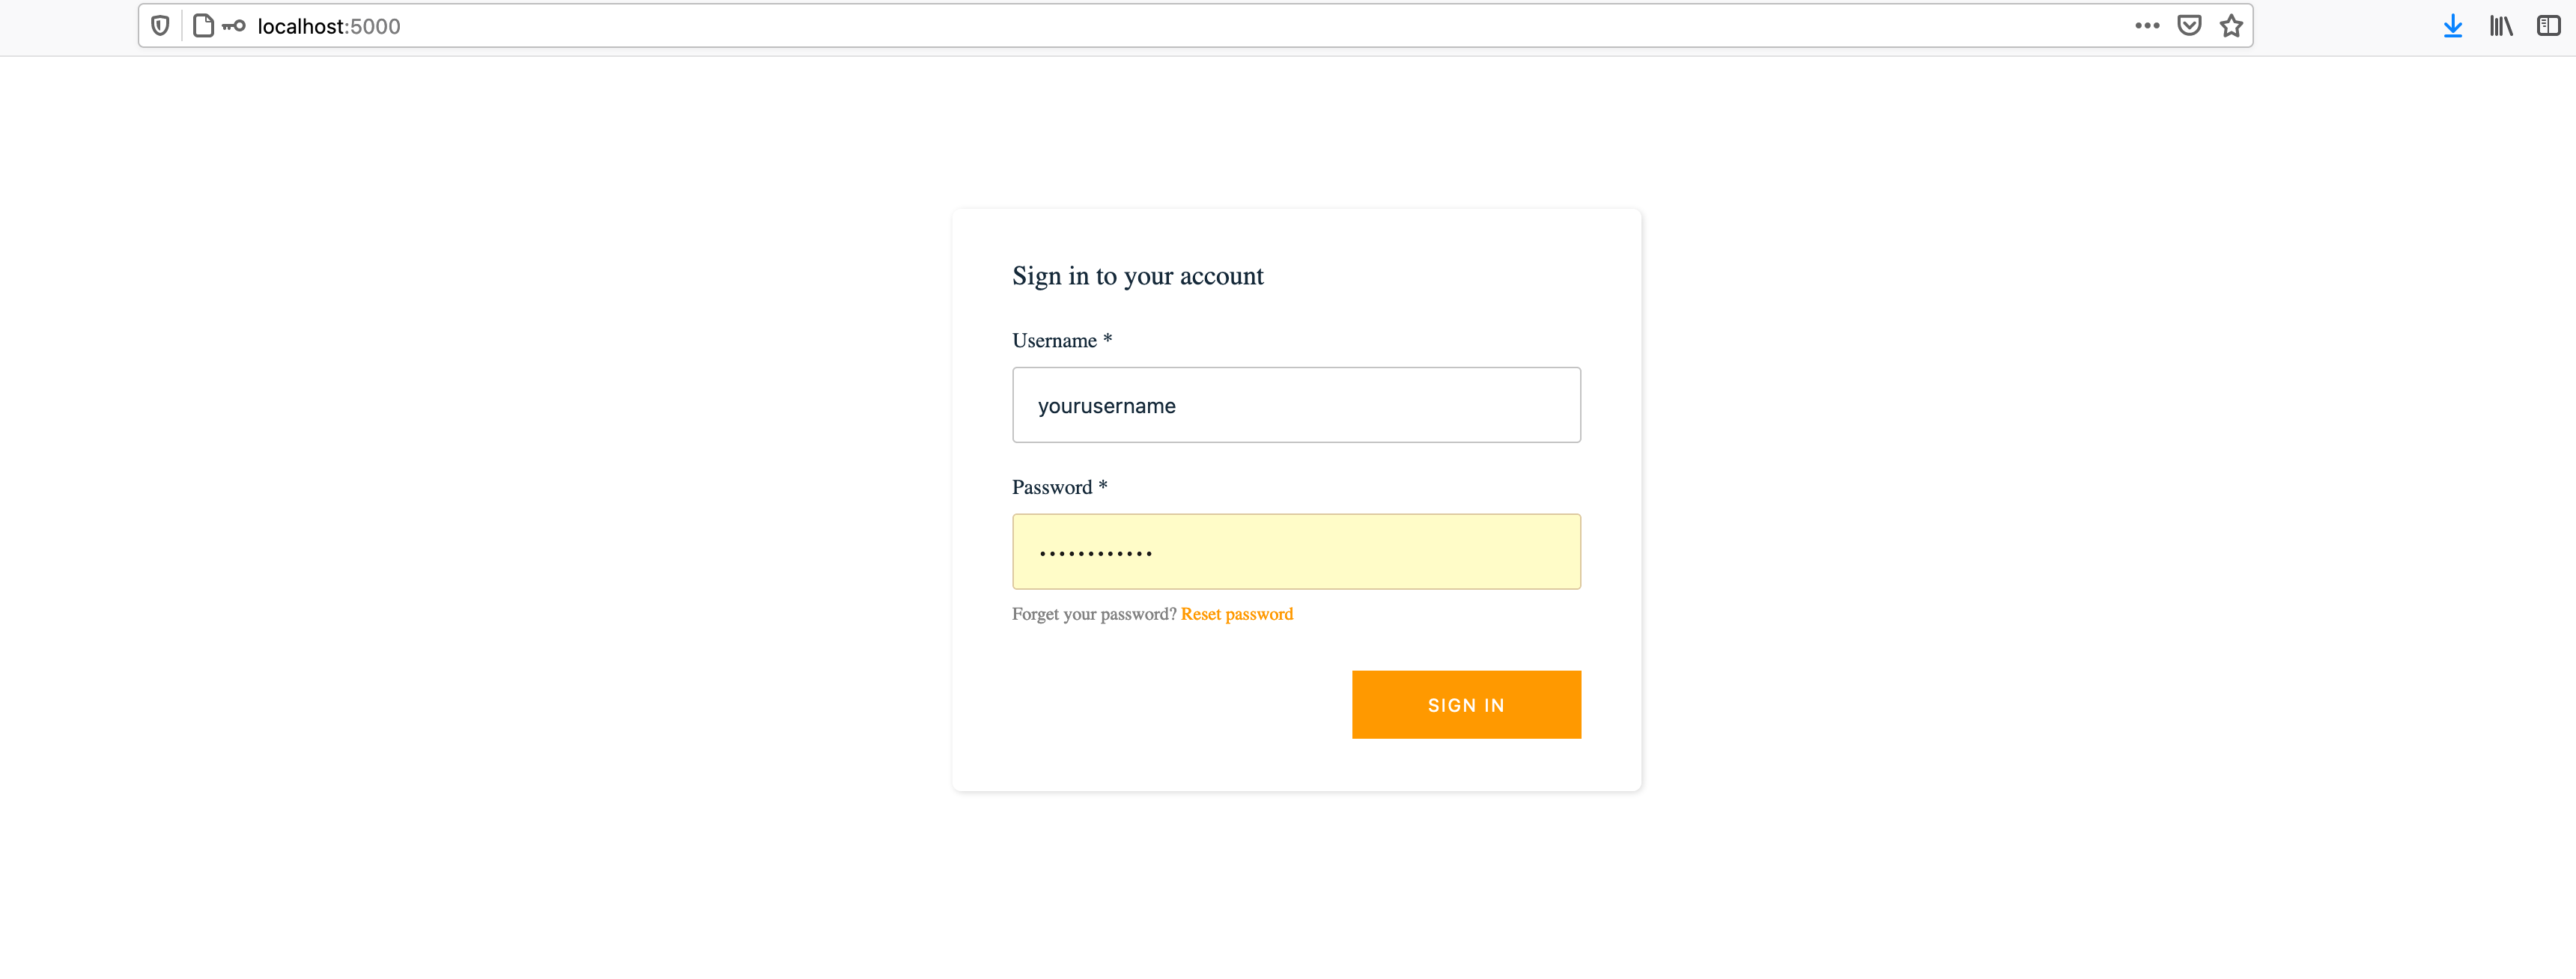 localhost:5000
Sign in to your account
Username *
yourusername
Password *
••••••••••••
Forget your password? Reset password
SIGN IN